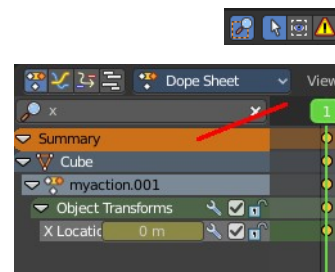 Dope Sheet View
x
1
Summary
Cube
myaction.001
Object Transforms
X Locatic 0 m